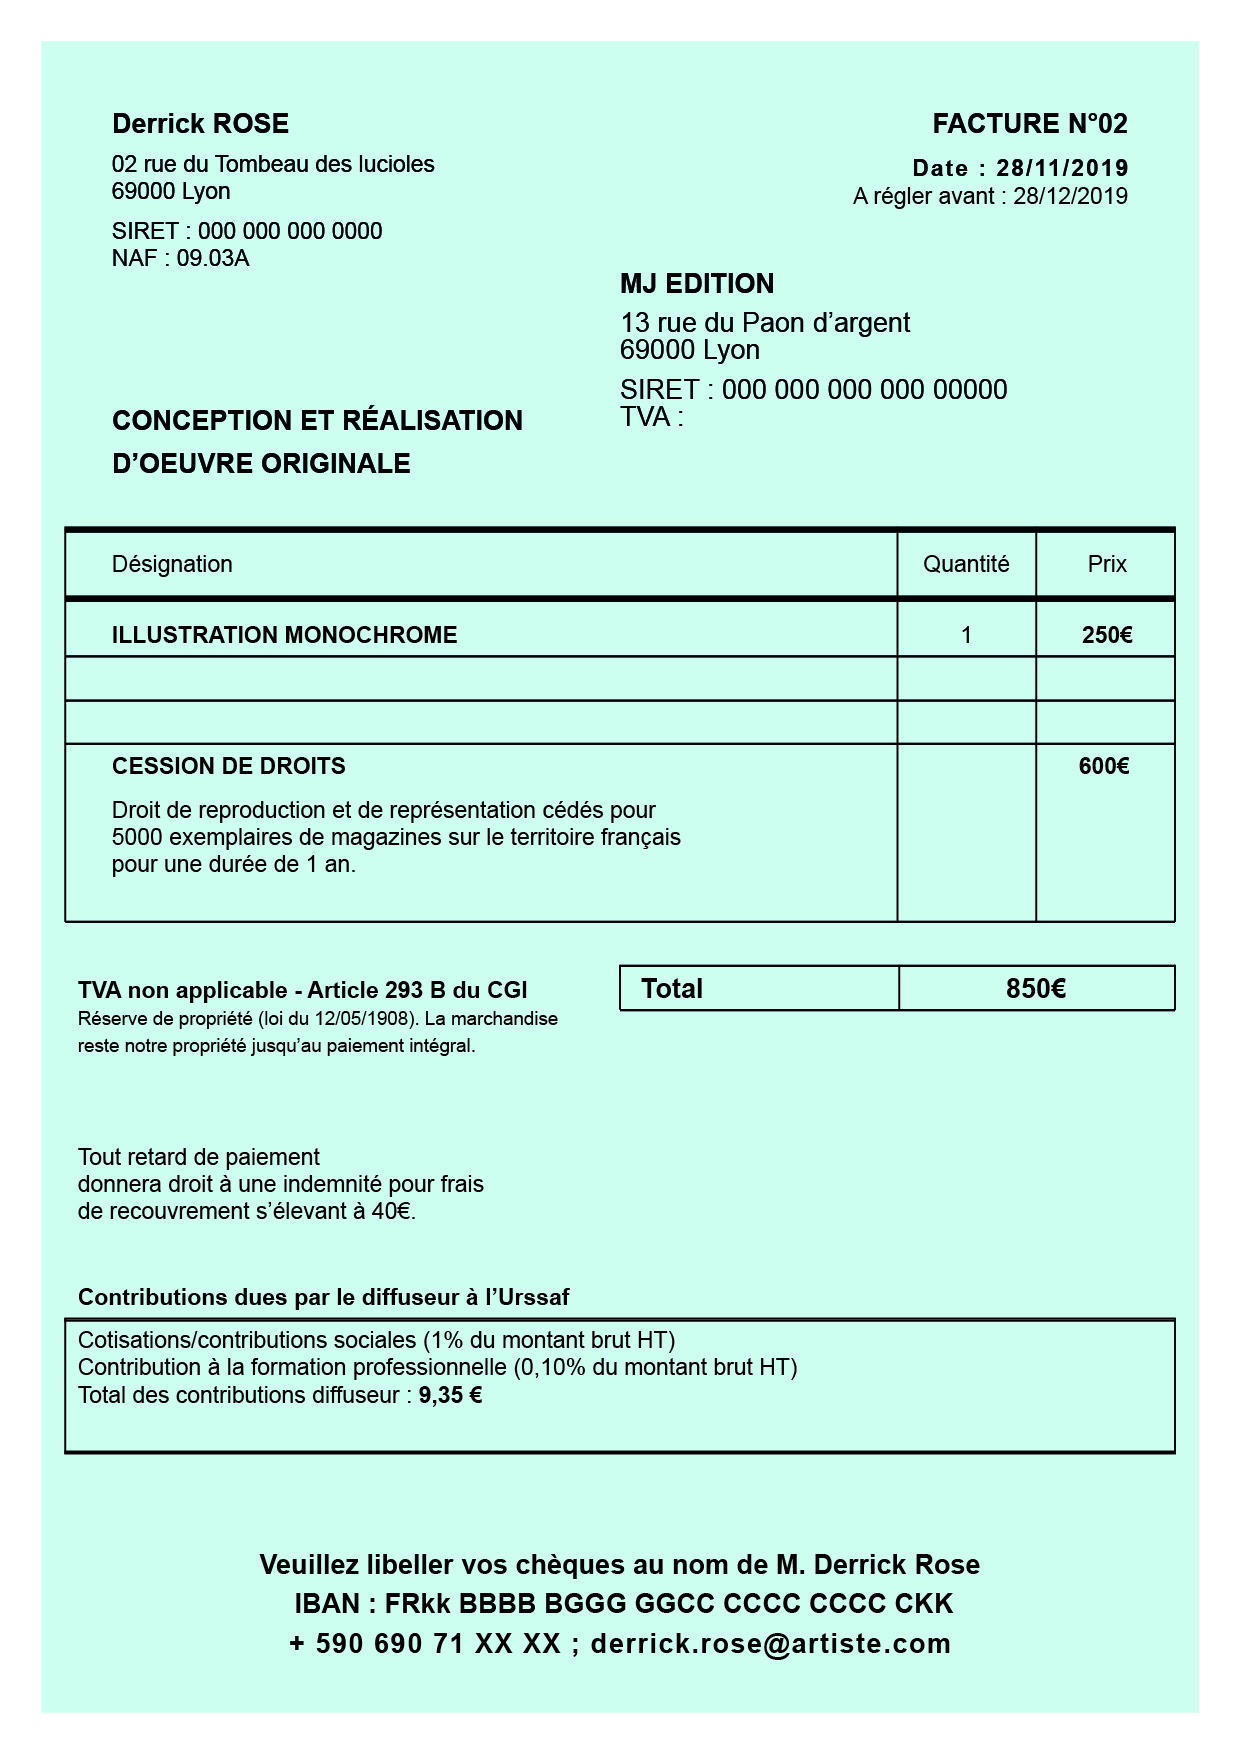 Derrick ROSE
02 rue du Tombeau des lucioles
69000 Lyon
SIRET : 000 000 000 0000
NAF : 09.03A
FACTURE N°02
Date : 28/11/2019
A régler avant : 28/12/2019
MJ EDITION
13 rue du Paon d’argent
69000 Lyon
SIRET : 000 000 000 000 00000
TVA :
CONCEPTION ET RÉALISATION
D’OEUVRE ORIGINALE
Désignation Quantité Prix
ILLUSTRATION MONOCHROME 1 250€
CESSION DE DROITS 600€
Droit de reproduction et de représentation cédés pour
5000 exemplaires de magazines sur le territoire français
pour une durée de 1 an.
Total 850€
TVA non applicable - Article 293 B du CGI
Réserve de propriété (loi du 12/05/1908). La marchandise
reste notre propriété jusqu’au paiement intégral.
Tout retard de paiement
donnera droit à une indemnité pour frais
de recouvrement s’élevant à 40€.
Contributions dues par le diffuseur à l’Urssaf
Cotisations/contributions sociales (1% du montant brut HT)
Contribution à la formation professionnelle (0,10% du montant brut HT)
Total des contributions diffuseur : 9,35 €
Veuillez libeller vos chèques au nom de M. Derrick Rose
IBAN : FRkk BBBB BGGG GGCC CCCC CCCC CKK
+ 590 690 71 XX XX ; derrick.rose@artiste.com